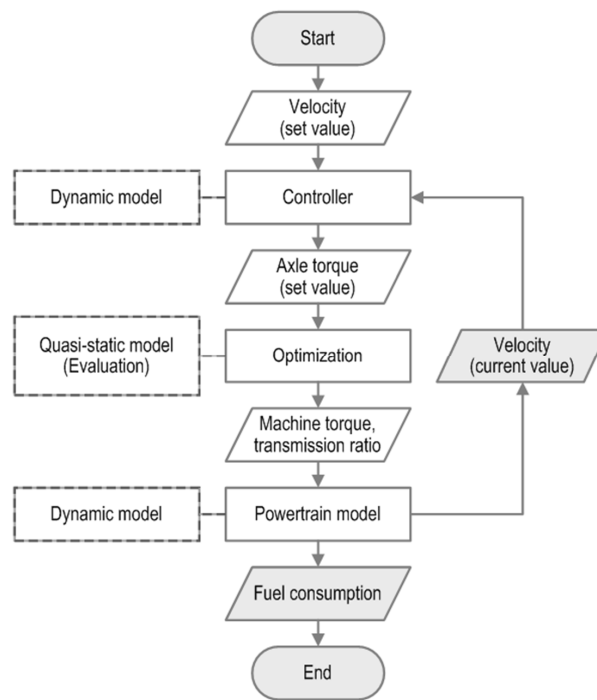 Start
Velocity
(set value)
Dynamic model
Controller
Axle torque
(set value)
Quasi-static model
(Evaluation)
Optimization
Velocity
(current value)
Machine torque,
transmission ratio
Dynamic model
Powertrain model
Fuel consumption
End